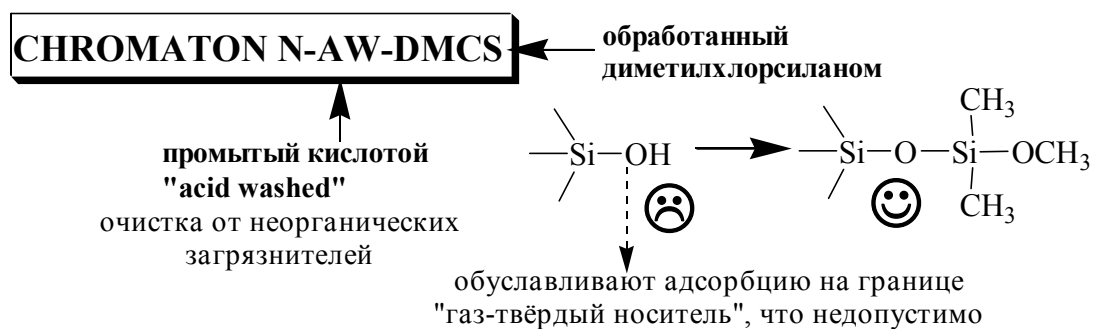 CHROMATON N-AW-DMCS
обработанный
диметилхлорсиланом
промытый кислотой
"acid washed"
очистка от неорганических
загрязнителей
Si—OH
Si—O—Si—OCH3
CH3
CH3
обуславливают адсорбцию на границе
"газ-твёрдый носитель", что недопустимо